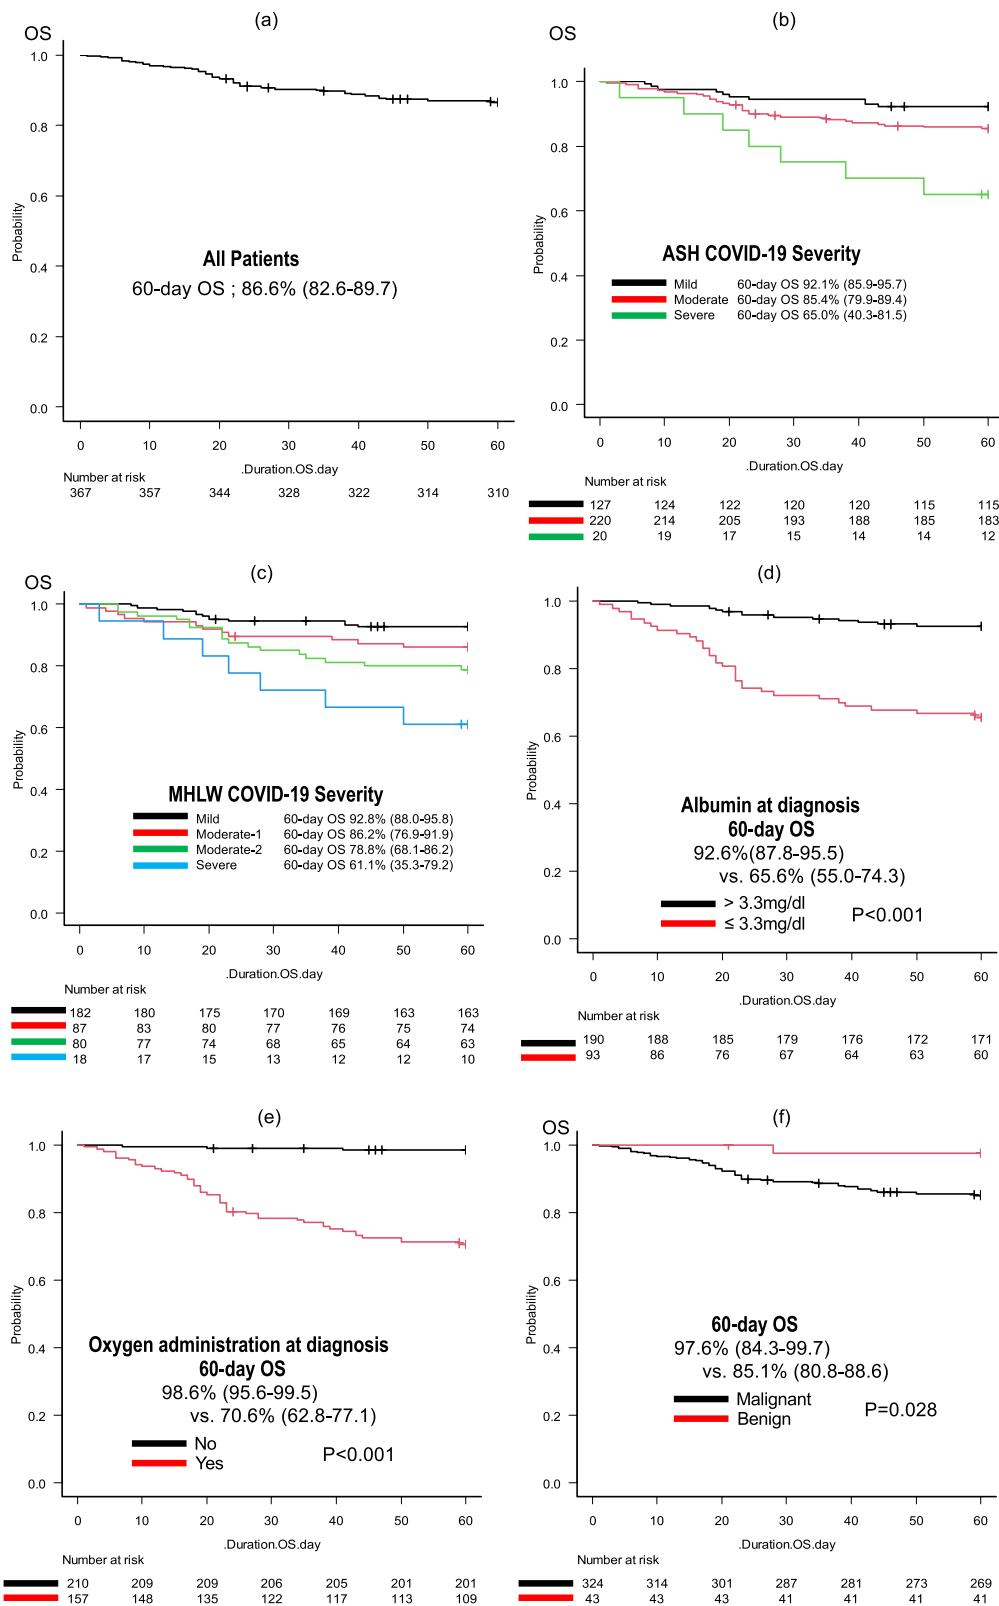 (a)
OS
1.0
0.8
0.6
0.4
0.2
0.0
Probability
All Patients
60-day OS ; 86.6% (82.6-89.7)
0 10 20 30 40 50 60
.Duration.OS.day
Number at risk
367 357 344 328 322 314 310
(b)
OS
1.0
0.8
0.6
0.4
0.2
0.0
Probability
ASH COVID-19 Severity
Mild 60-day OS 92.1% (85.9-95.7)
Moderate 60-day OS 85.4% (79.9-89.4)
Severe 60-day OS 65.0% (40.3-81.5)
0 10 20 30 40 50 60
.Duration.OS.day
Number at risk
127 124 122 120 120 115 115
220 214 205 193 188 185 183
20 19 17 15 14 14 12
(c)
OS
1.0
0.8
0.6
0.4
0.2
0.0
Probability
MHLW COVID-19 Severity
Mild 60-day OS 92.8% (88.0-95.8)
Moderate-1 60-day OS 86.2% (76.9-91.9)
Moderate-2 60-day OS 78.8% (68.1-86.2)
Severe 60-day OS 61.1% (35.3-79.2)
0 10 20 30 40 50 60
.Duration.OS.day
Number at risk
182 180 175 170 169 163 163
87 83 80 77 76 75 74
80 77 74 68 65 64 63
18 17 15 13 12 12 10
(d)
1.0
0.8
0.6
0.4
0.2
0.0
Probability
Albumin at diagnosis
60-day OS
92.6%(87.8-95.5)
vs. 65.6% (55.0-74.3)
> 3.3mg/dl
≤ 3.3mg/dl
P<0.001
0 10 20 30 40 50 60
.Duration.OS.day
Number at risk
190 188 185 179 176 172 171
93 86 76 67 64 63 60
(e)
1.0
0.8
0.6
0.4
0.2
0.0
Probability
Oxygen administration at diagnosis
60-day OS
98.6% (95.6-99.5)
vs. 70.6% (62.8-77.1)
No
Yes
P<0.001
0 10 20 30 40 50 60
.Duration.OS.day
Number at risk
210 209 209 206 205 201 201
157 148 135 122 117 113 109
(f)
OS
1.0
0.8
0.6
0.4
0.2
0.0
Probability
60-day OS
97.6% (84.3-99.7)
vs. 85.1% (80.8-88.6)
Malignant
Benign
P=0.028
0 10 20 30 40 50 60
.Duration.OS.day
Number at risk
324 314 301 287 281 273 269
43 43 43 41 41 41 41